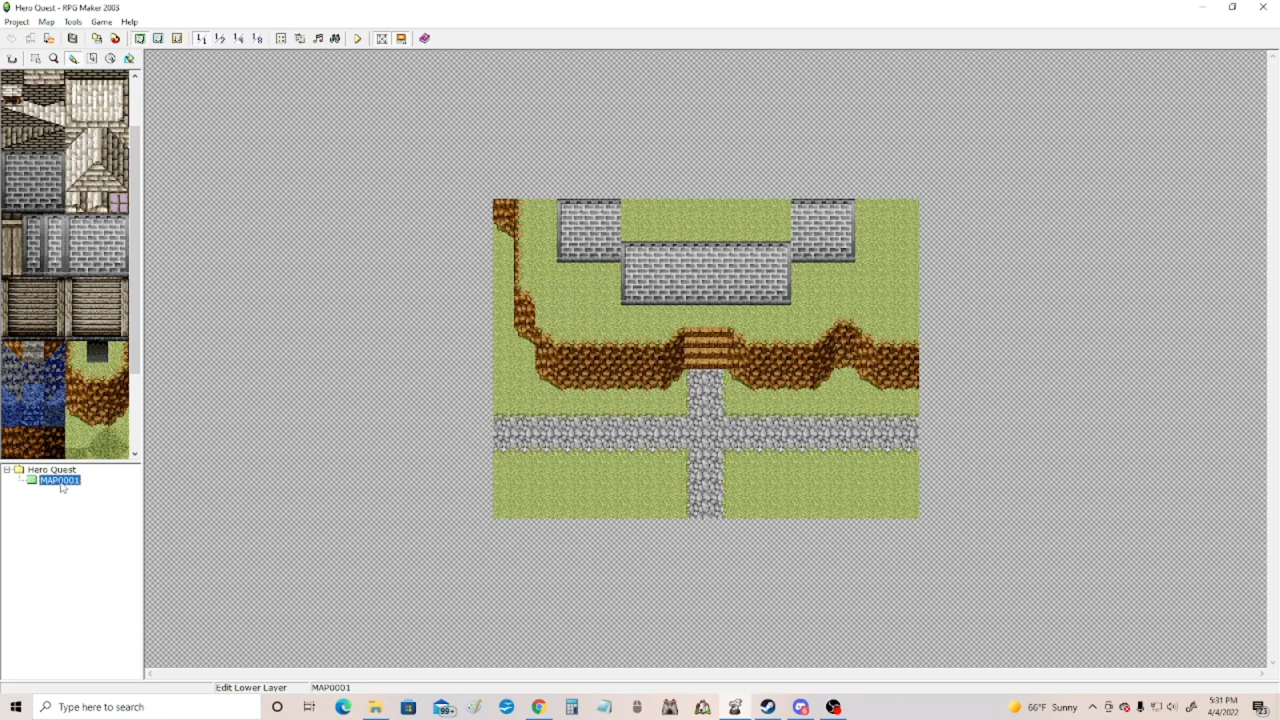 Hero Quest - RPG Maker 2003
Project Map Tools Game Help
Hero Quest
MAP0001
Edit Lower Layer MAP0001
Type here to search
99+
66°F Sunny
5:31 PM
4/4/2022